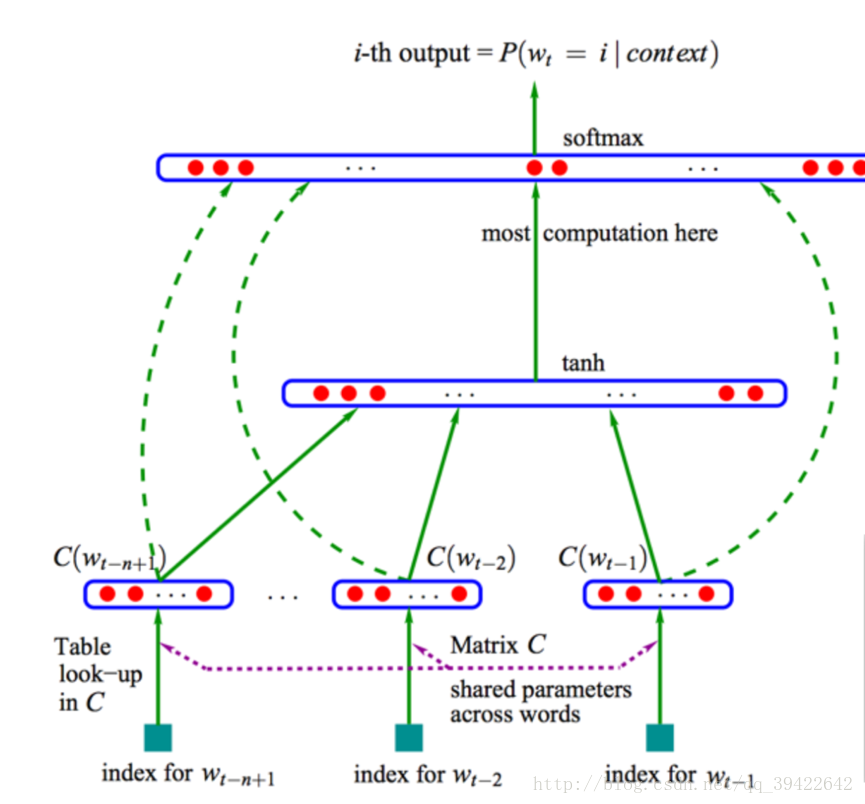 i-th output = P(w_t = i | context)
softmax
. . . . . .
most computation here
tanh
. . . . . .
C(w_{t−n+1}) C(w_{t−2}) C(w_{t−1})
. . . . . . . . . . . .
Table
look−up
in C
Matrix C
shared parameters
across words
index for w_{t−n+1} index for w_{t−2} index for w_{t−1}
http://blog.csdn.net/qq_39422642